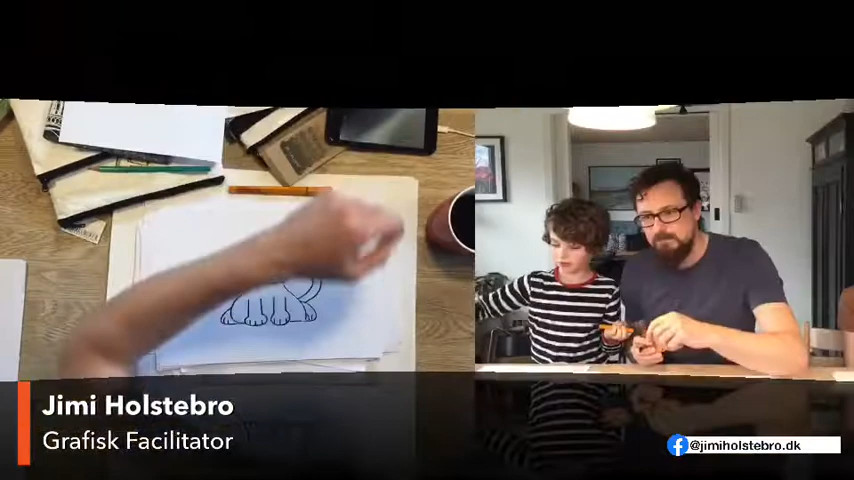 Jimi Holstebro
Grafisk Facilitator
@jimiholstebro.dk